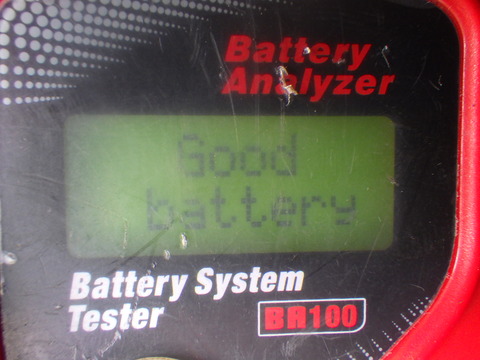 Battery
Analyzer
Good
battery
Battery System
Tester
BR100